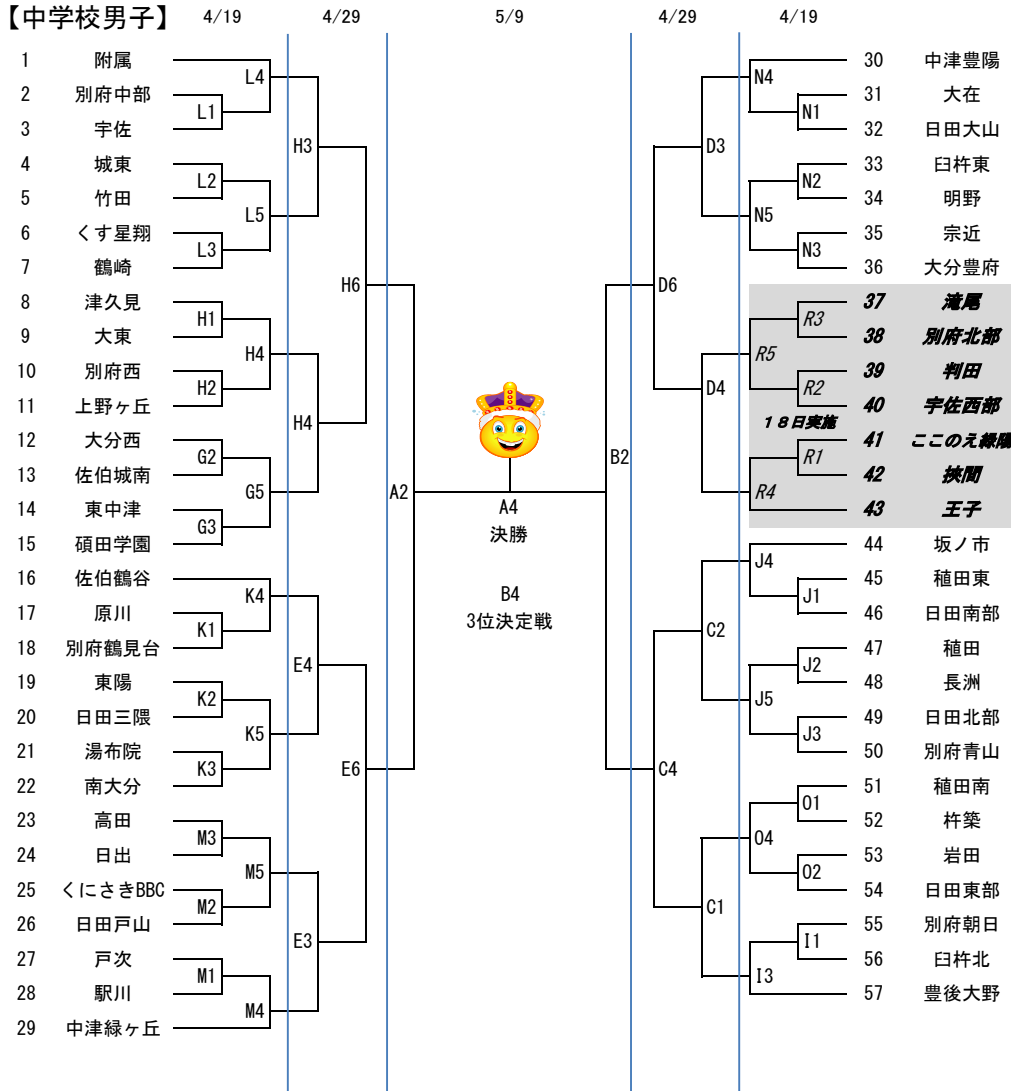 【中学校男子】 4/19 4/29 5/9 4/29 4/19
1 附属
2 別府中部
3 宇佐
4 城東
5 竹田
6 くす星翔
7 鶴崎
8 津久見
9 大東
10 別府西
11 上野ヶ丘
12 大分西
13 佐伯城南
14 東中津
15 碩田学園
16 佐伯鶴谷
17 原川
18 別府鶴見台
19 東陽
20 日田三隈
21 湯布院
22 南大分
23 高田
24 日出
25 くにさきBBC
26 日田戸山
27 戸次
28 駅川
29 中津緑ヶ丘
L4
L1
L2
L5
L3
H1
H4
H2
G2
G5
G3
K4
K1
K2
K5
K3
M3
M5
M2
M1
M4
H3
H4
E4
E3
H6
E6
A2
A4
決勝
B4
3位決定戦
B2
D6
C4
D3
D4
C2
C1
N4
N1
N2
N5
N3
R3
R5
R2
18日実施
R1
R4
J4
J1
J2
J5
J3
O1
O4
O2
I1
I3
30 中津豊陽
31 大在
32 日田大山
33 臼杵東
34 明野
35 宗近
36 大分豊府
37 滝尾
38 別府北部
39 判田
40 宇佐西部
41 ここのえ緑陽
42 挾間
43 王子
44 坂ノ市
45 稙田東
46 日田南部
47 稙田
48 長洲
49 日田北部
50 別府青山
51 稙田南
52 杵築
53 岩田
54 日田東部
55 別府朝日
56 臼杵北
57 豊後大野